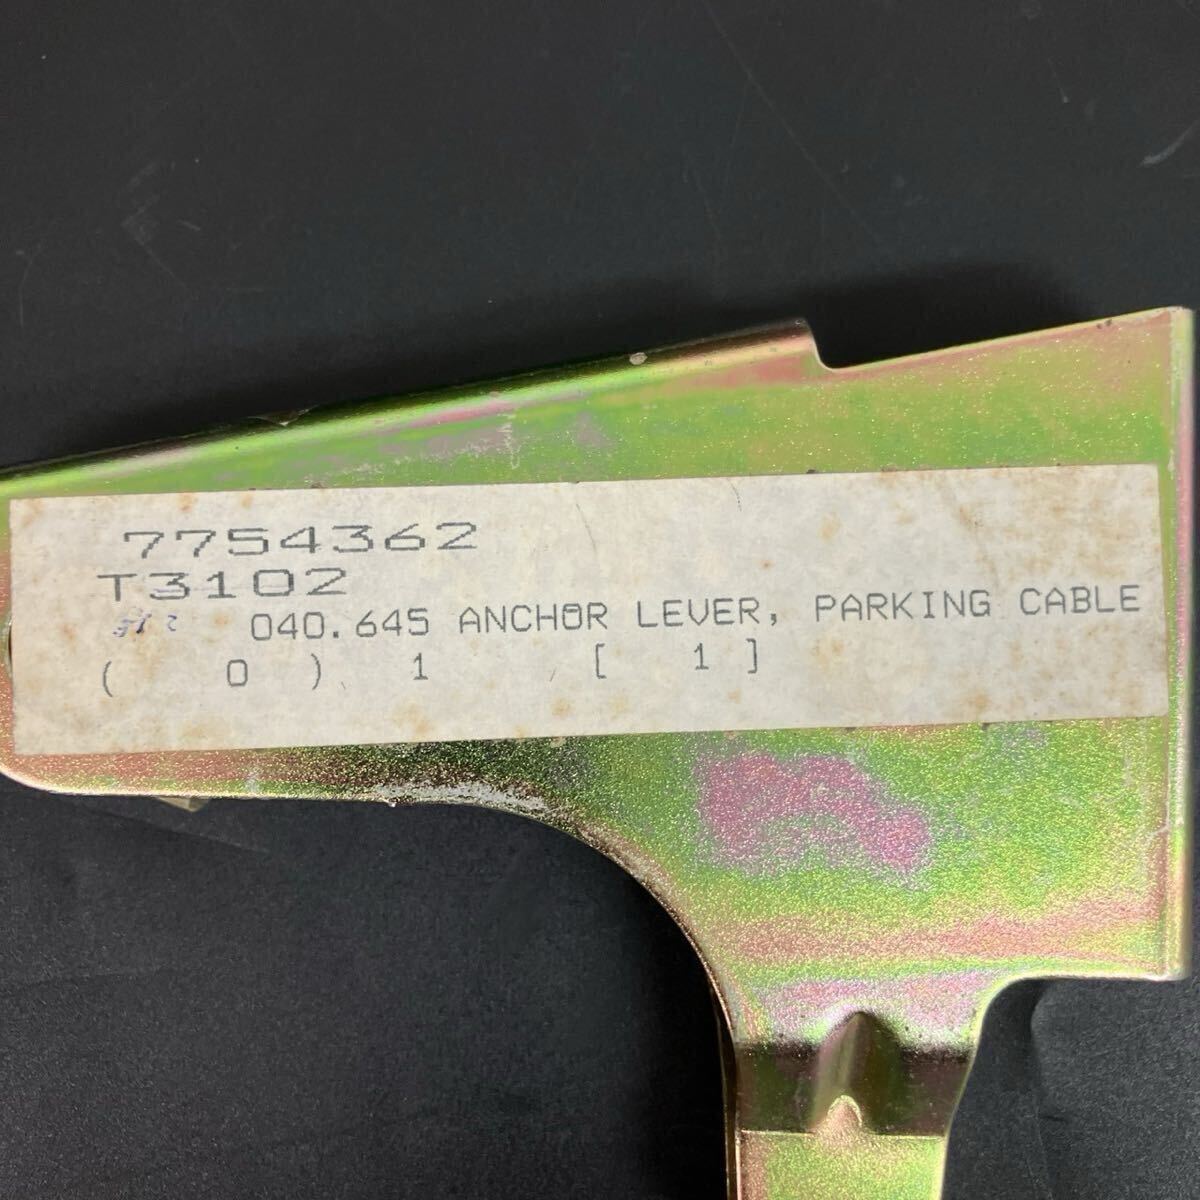 7754362
T3102
040.645 ANCHOR LEVER, PARKING CABLE
( 0 ) 1 [ 1 ]